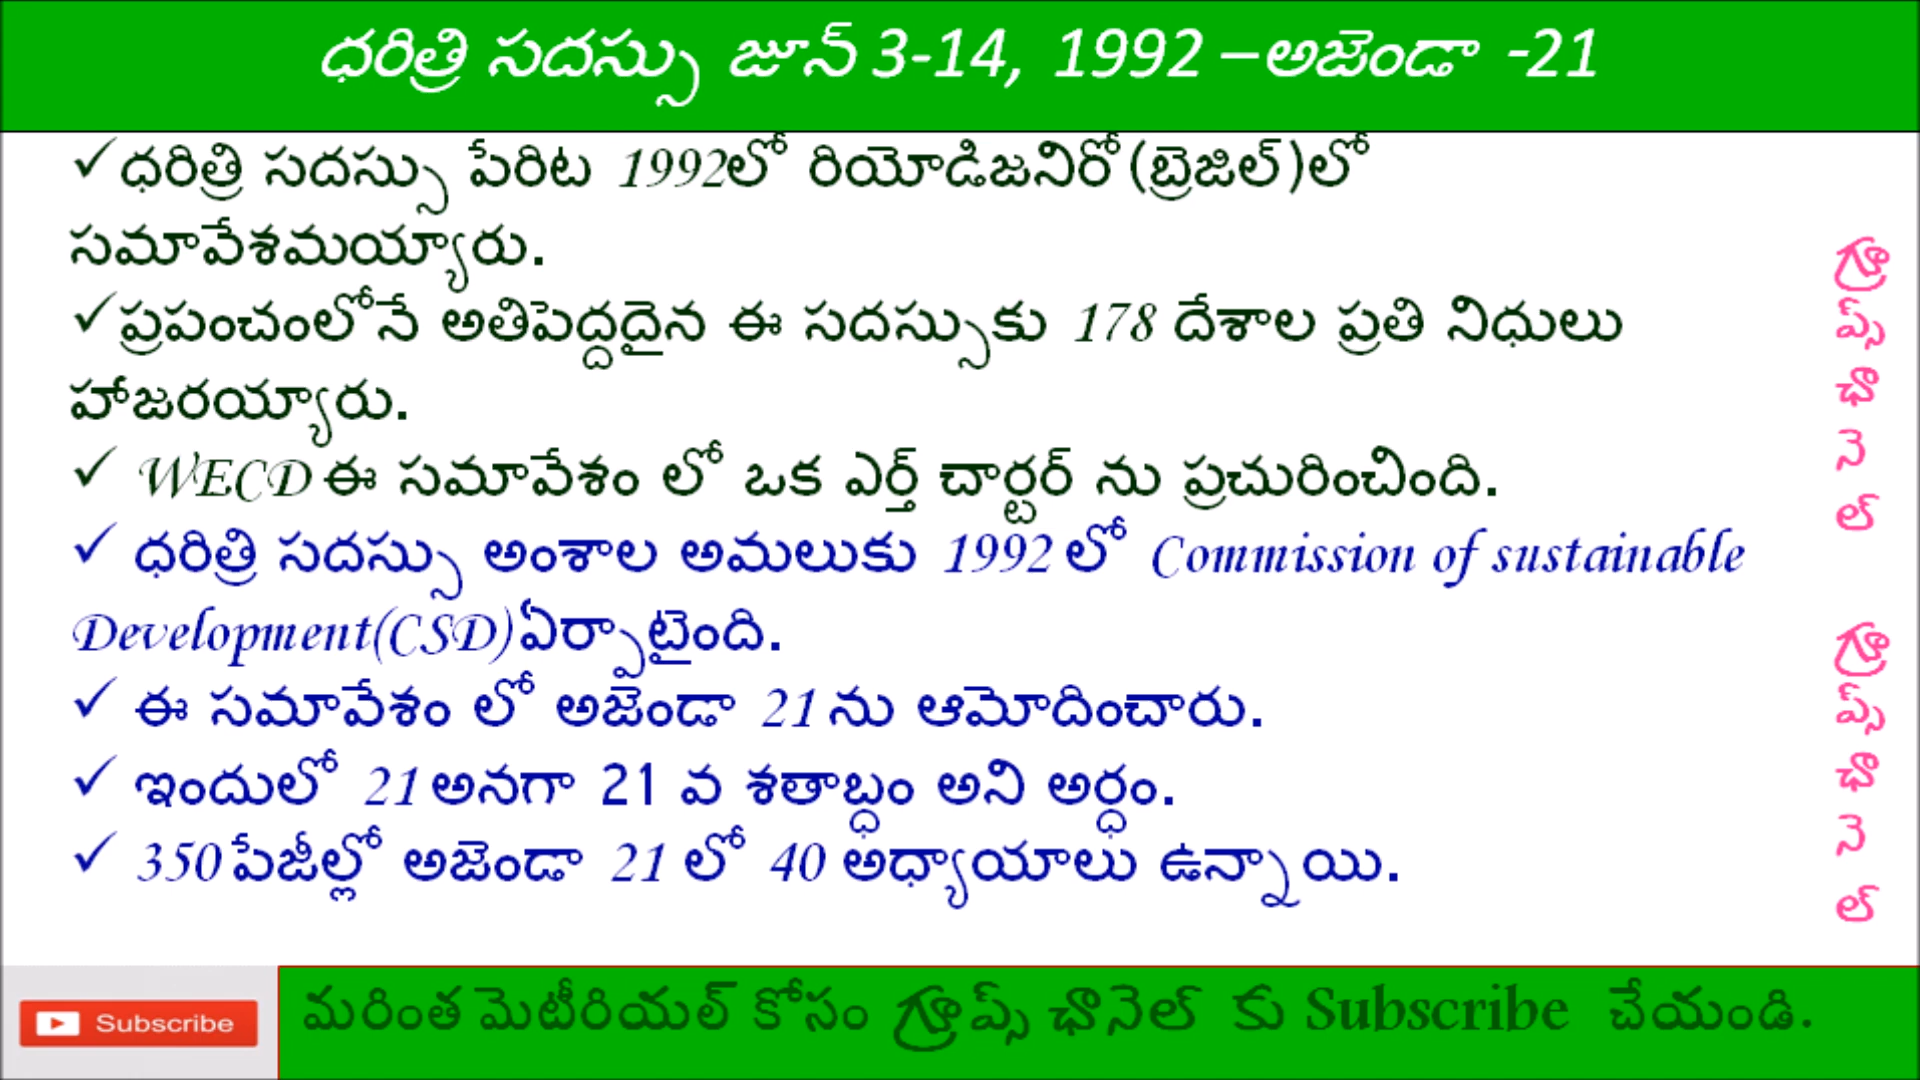 ధరిత్రి సదస్సు జూన్ 3-14, 1992 –అజెండా -21
✓ధరిత్రి సదస్సు పేరిట 1992లో రియోడిజనిరో(బ్రెజిల్)లో
సమావేశమయ్యారు.
✓ప్రపంచంలోనే అతిపెద్దదైన ఈ సదస్సుకు 178 దేశాల ప్రతి నిధులు
హాజరయ్యారు.
✓ WECD ఈ సమావేశం లో ఒక ఎర్త్ చార్టర్ ను ప్రచురించింది.
✓ ధరిత్రి సదస్సు అంశాల అమలుకు 1992 లో Commission of sustainable
Development(CSD)ఏర్పాటైంది.
✓ ఈ సమావేశం లో అజెండా 21 ను ఆమోదించారు.
✓ ఇందులో 21 అనగా 21 వ శతాబ్ధం అని అర్ధం.
✓ 350 పేజీల్లో అజెండా 21 లో 40 అధ్యాయాలు ఉన్నాయి.
గ్రూప్స్ ఛానెల్
గ్రూప్స్ ఛానెల్
Subscribe
మరింత మెటీరియల్ కోసం గ్రూప్స్ ఛానెల్ కు Subscribe చేయండి.